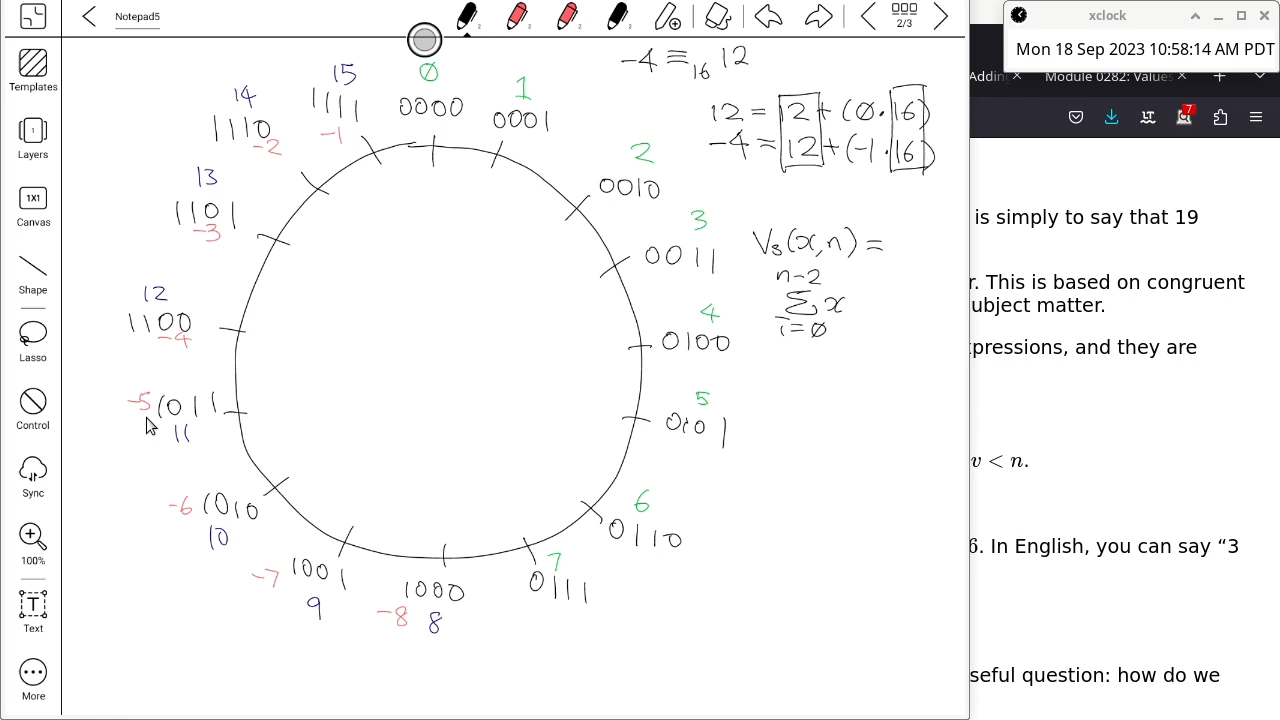 Notepad5
2/3
xclock
Mon 18 Sep 2023 10:58:14 AM PDT
Module 0282: Values
7
Templates
Layers
1X1
Canvas
Shape
Lasso
Control
Sync
100%
Text
More
-4 ≡16 12
12 = 12 + (0·16)
-4 = 12 + (-1·16)
Vs(x,n) =
n-2
Σ x
i=0
0
0000
1
0001
2
0010
3
0011
4
0100
5
0101
6
0110
7
0111
1000
-8 8
1001
-7
9
-6 1010
10
-5 1011
11
12
1100
-4
13
1101
-3
14
1110
-2
15
1111
-1
is simply to say that 19
r. This is based on congruent
ubject matter.
pressions, and they are
v < n.
6. In English, you can say “3
seful question: how do we